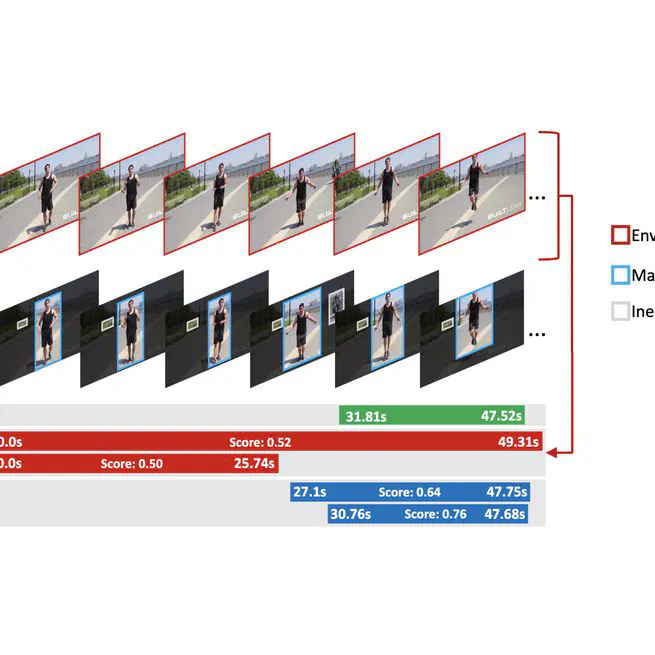 BUILTLEAN
...
Env
...
Ma
Ine
31.81s 47.52s
0.0s Score: 0.52 49.31s
0.0s Score: 0.50 25.74s
27.1s Score: 0.64 47.75s
30.76s Score: 0.76 47.68s